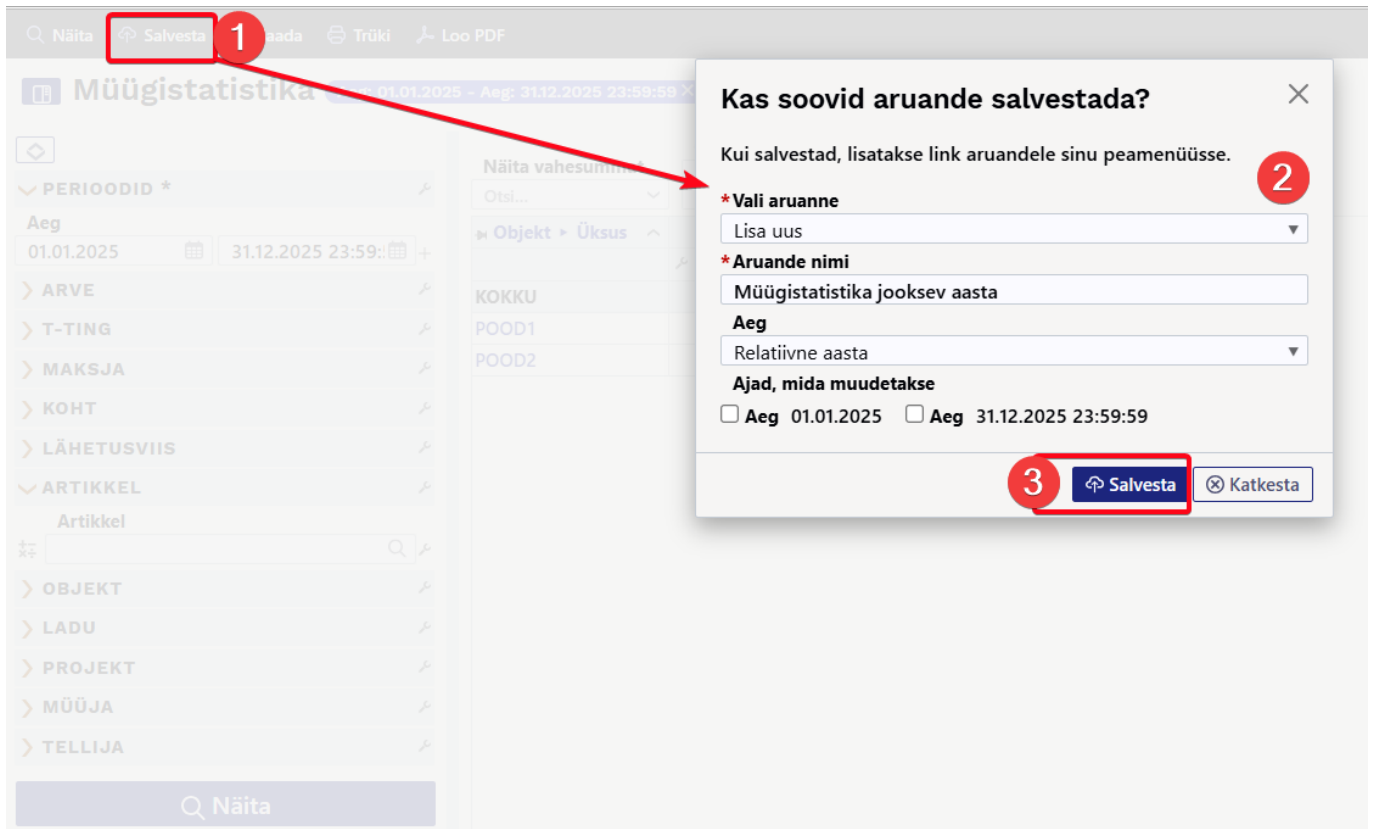 Näita Salvesta 1 aada Trüki Loo PDF
Müügistatistika Aeg: 01.01.2025 - Aeg: 31.12.2025 23:59:59
Kas soovid aruande salvestada?
Kui salvestad, lisatakse link aruandele sinu peamenüüsse.
2
* Vali aruanne
Lisa uus
* Aruande nimi
Müügistatistika jooksev aasta
Aeg
Relatiivne aasta
Ajad, mida muudetakse
Aeg 01.01.2025 Aeg 31.12.2025 23:59:59
3 Salvesta Katkesta
PERIOODID *
Aeg
01.01.2025 31.12.2025 23:59:
ARVE
T-TING
MAKSJA
KOHT
LÄHETUSVIIS
ARTIKKEL
Artikkel
OBJEKT
LADU
PROJEKT
MÜÜJA
TELLIJA
Näita
Näita vahesummat
Otsi...
Objekt Üksus
KOKKU
POOD1
POOD2